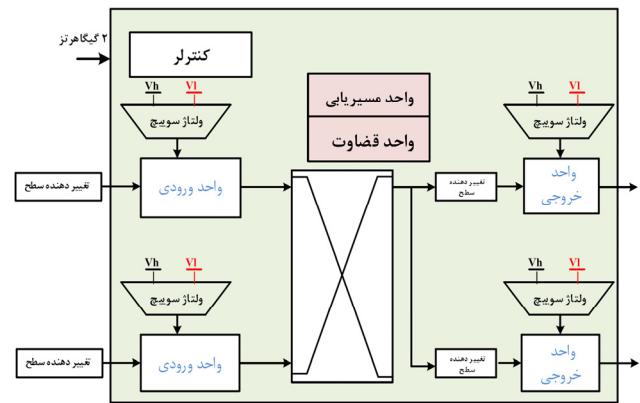 ۲ گیگاهرتز
کنترلر
Vh
Vl
ولتاژ سوییچ
واحد مسیریابی
واحد قضاوت
Vh
Vl
ولتاژ سوییچ
تغییر دهنده سطح
واحد ورودی
تغییر دهنده
سطح
واحد
خروجی
Vh
Vl
ولتاژ سوییچ
Vh
Vl
ولتاژ سوییچ
تغییر دهنده سطح
واحد ورودی
تغییر دهنده
سطح
واحد
خروجی